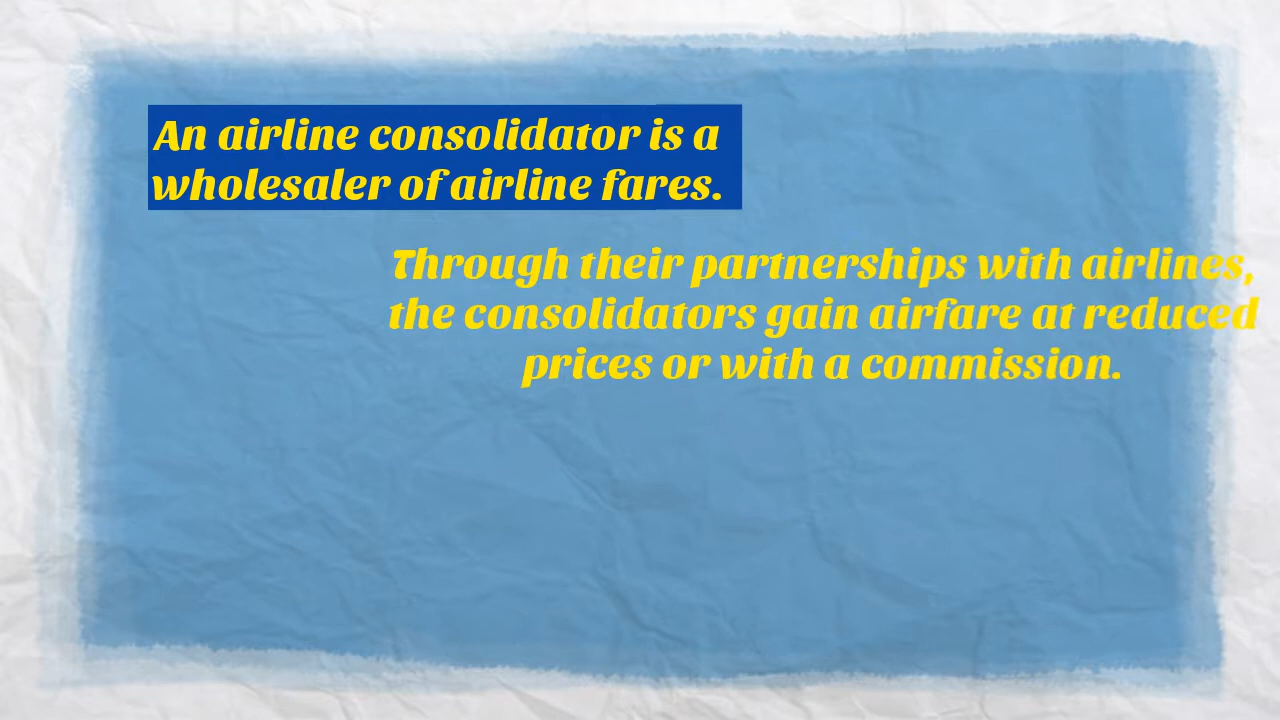 An airline consolidator is a
wholesaler of airline fares.
Through their partnerships with airlines,
the consolidators gain airfare at reduced
prices or with a commission.